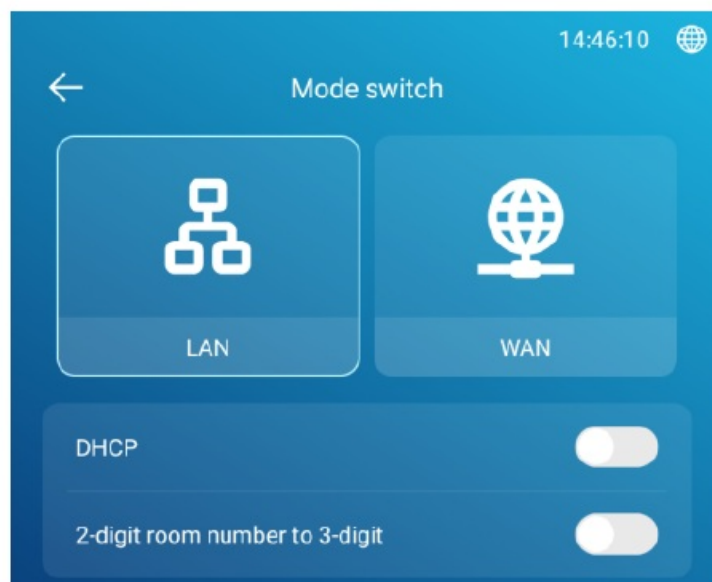 14:46:10
Mode switch
LAN
WAN
DHCP
2-digit room number to 3-digit